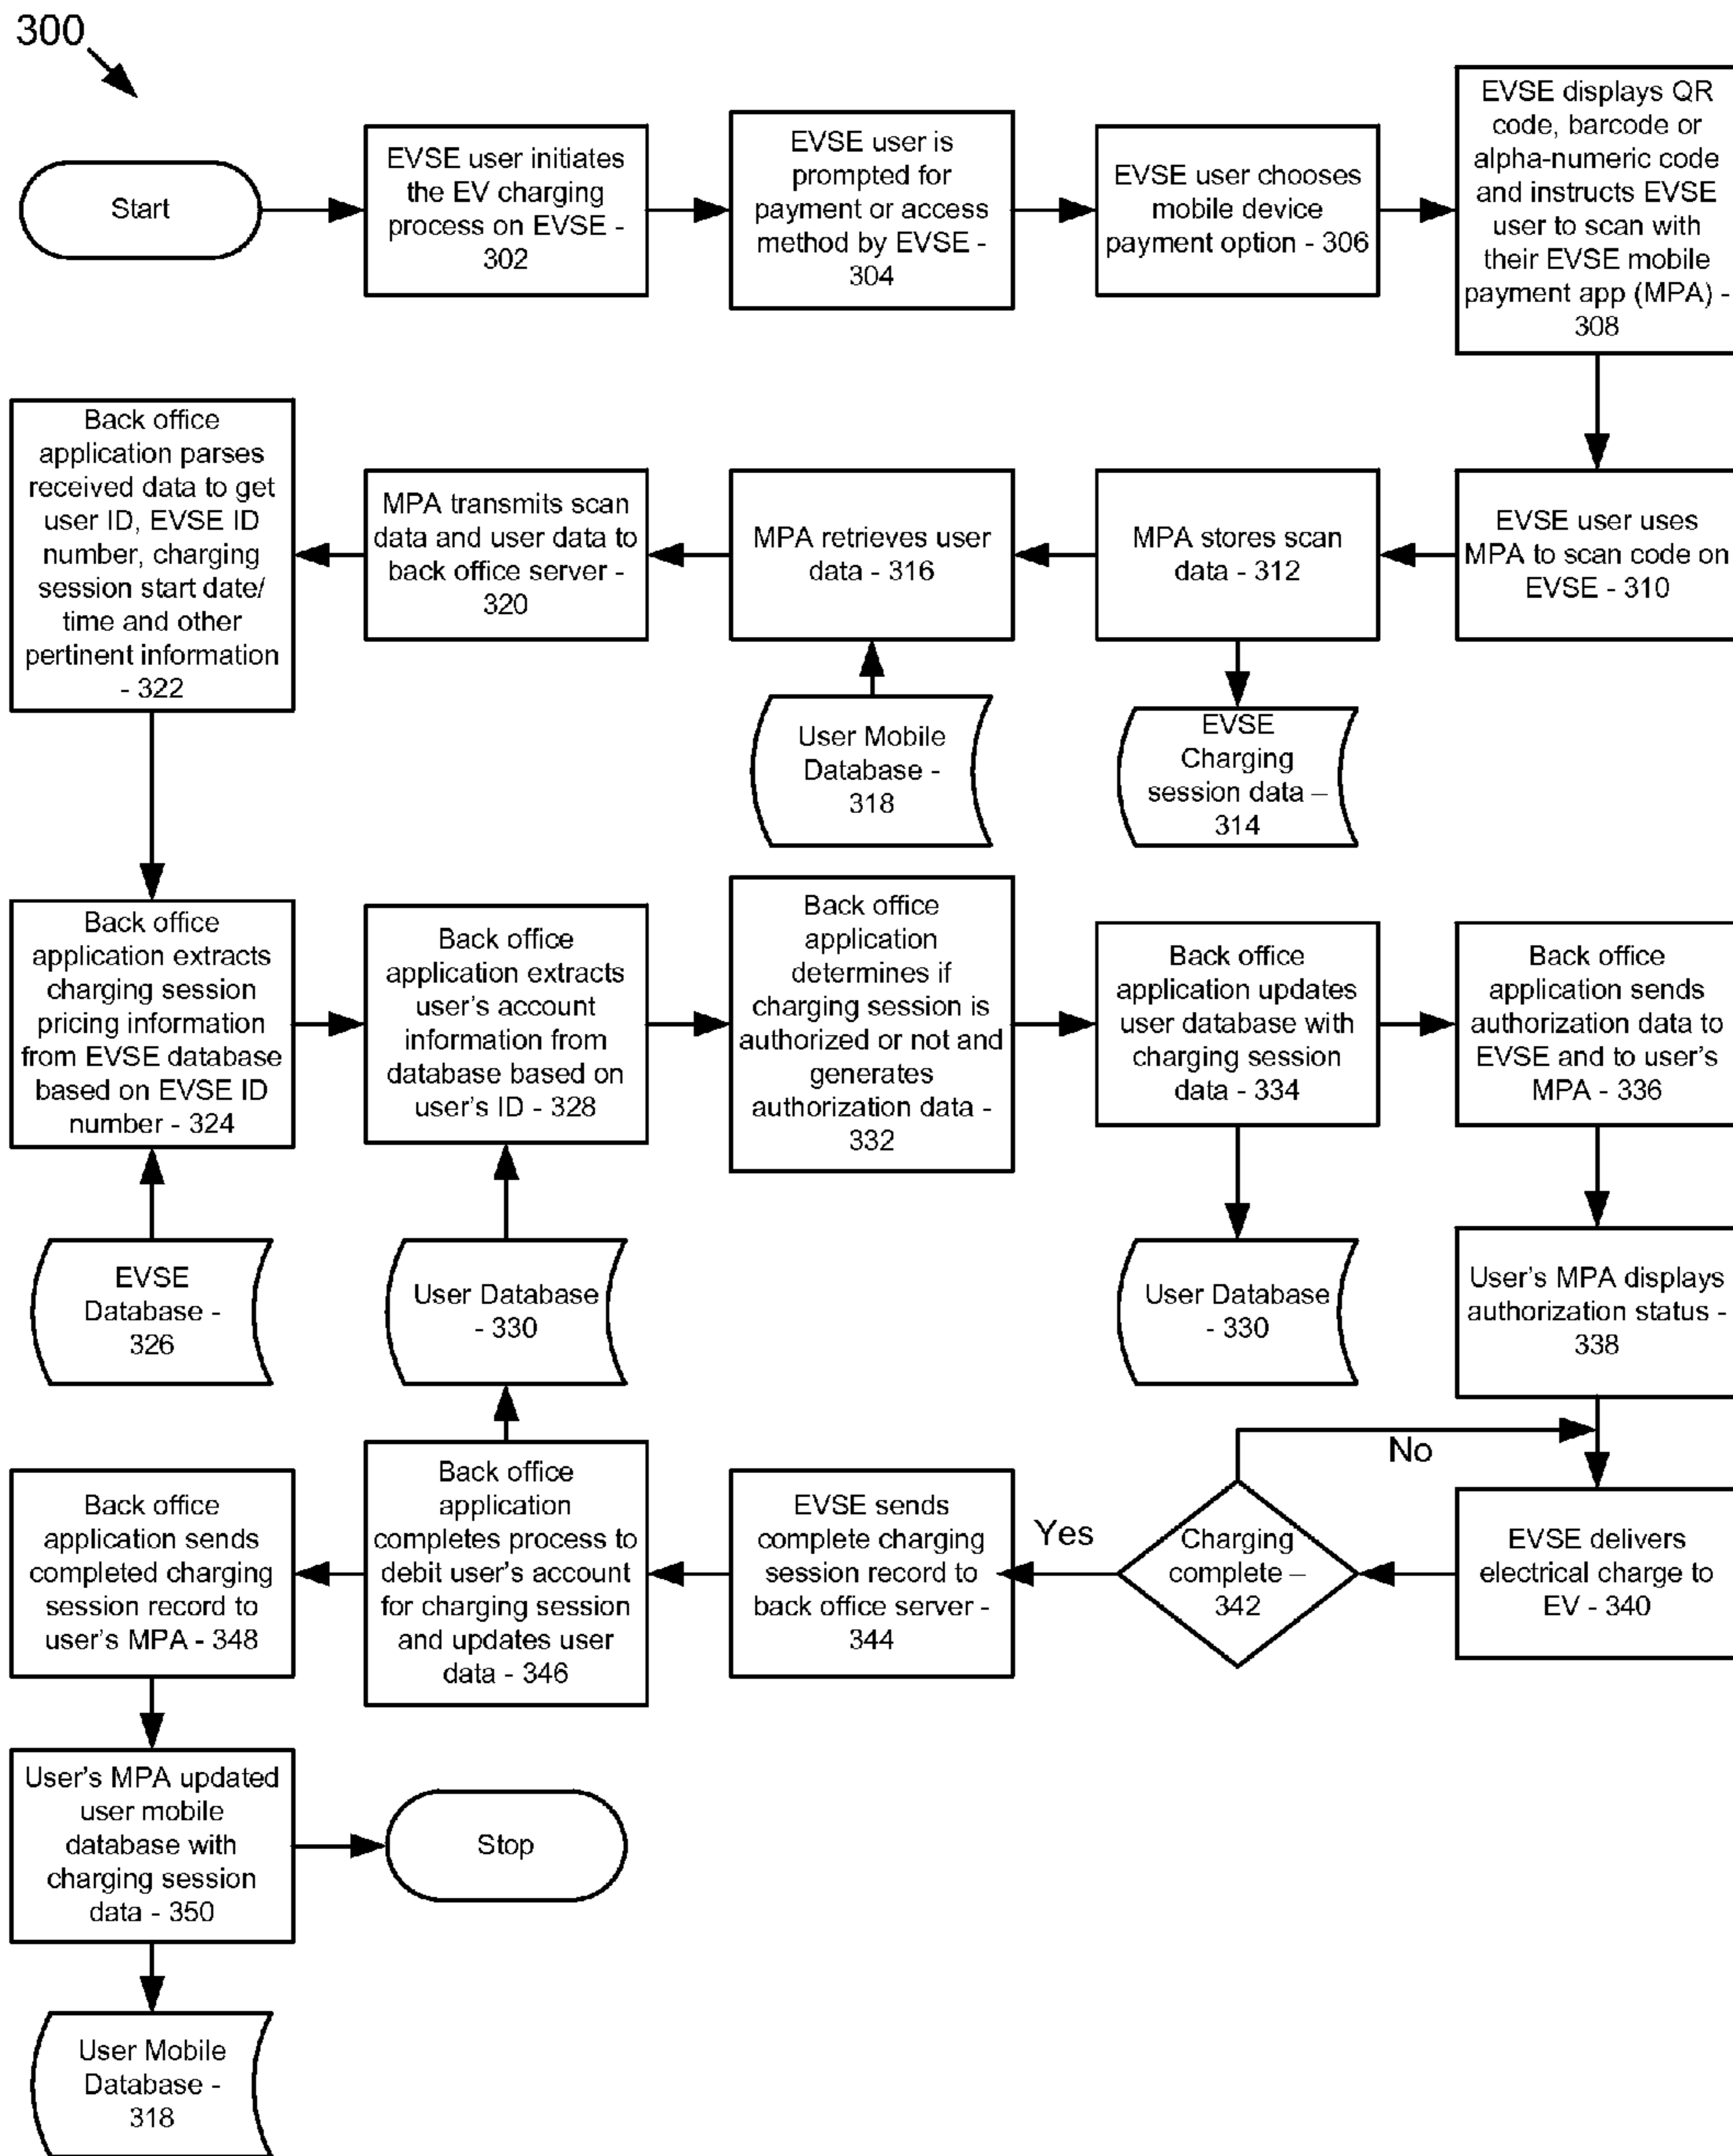 300
Start
EVSE user initiates
the EV charging
process on EVSE -
302
EVSE user is
prompted for
payment or access
method by EVSE -
304
EVSE user chooses
mobile device
payment option - 306
EVSE displays QR
code, barcode or
alpha-numeric code
and instructs EVSE
user to scan with
their EVSE mobile
payment app (MPA) -
308
Back office
application parses
received data to get
user ID, EVSE ID
number, charging
session start date/
time and other
pertinent information
- 322
MPA transmits scan
data and user data to
back office server -
320
MPA retrieves user
data - 316
MPA stores scan
data - 312
EVSE user uses
MPA to scan code on
EVSE - 310
User Mobile
Database -
318
EVSE
Charging
session data –
314
Back office
application extracts
charging session
pricing information
from EVSE database
based on EVSE ID
number - 324
Back office
application extracts
user's account
information from
database based on
user's ID - 328
Back office
application
determines if
charging session is
authorized or not and
generates
authorization data -
332
Back office
application updates
user database with
charging session
data - 334
Back office
application sends
authorization data to
EVSE and to user's
MPA - 336
EVSE
Database -
326
User Database
- 330
User Database
- 330
User's MPA displays
authorization status -
338
No
Back office
application sends
completed charging
session record to
user's MPA - 348
Back office
application
completes process to
debit user's account
for charging session
and updates user
data - 346
EVSE sends
complete charging
session record to
back office server -
344
Yes
Charging
complete –
342
EVSE delivers
electrical charge to
EV - 340
User's MPA updated
user mobile
database with
charging session
data - 350
Stop
User Mobile
Database -
318